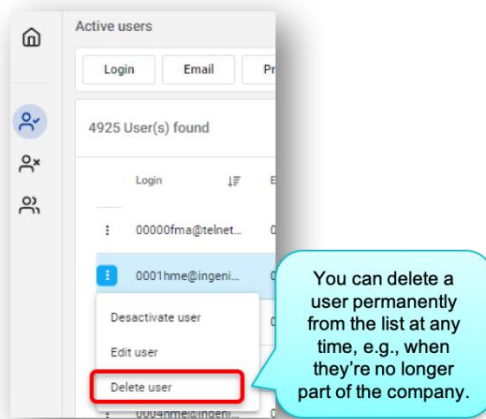 Active users
Login Email Pr
4925 User(s) found
Login
00000fma@telnet...
0001hme@ingeni...
Desactivate user
Edit user
Delete user
0004hme@ingeni...
You can delete a
user permanently
from the list at any
time, e.g., when
they're no longer
part of the company.